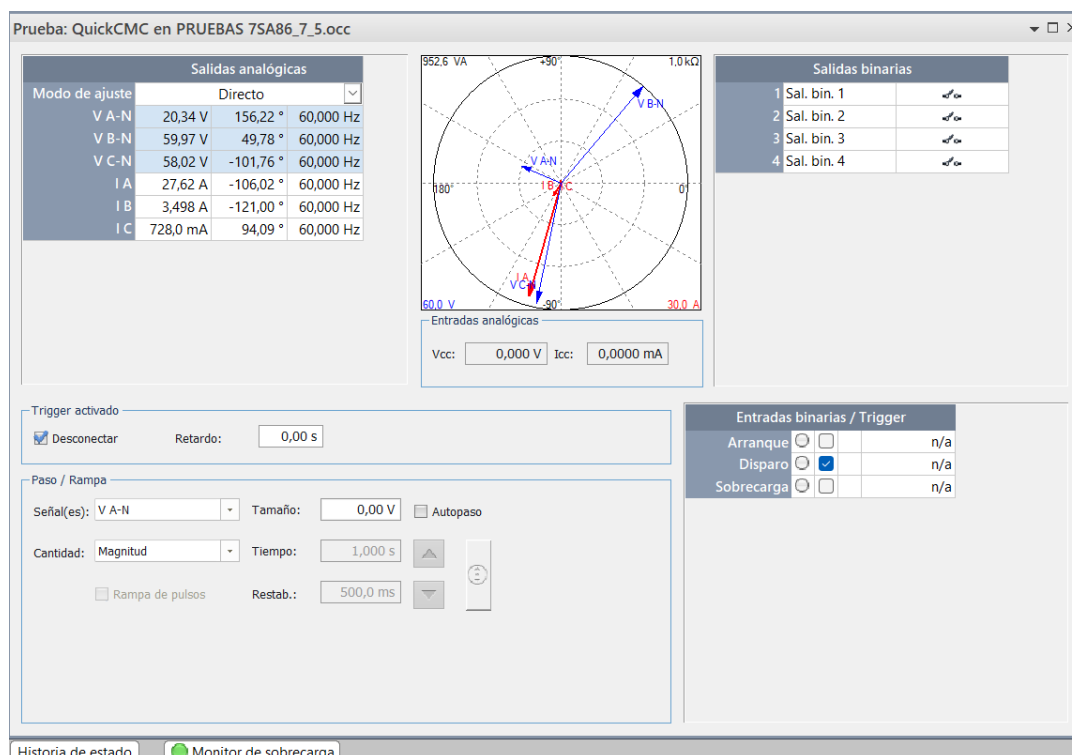 Prueba: QuickCMC en PRUEBAS 7SA86_7_5.occ
Salidas analógicas
Modo de ajuste Directo
V A-N 20,34 V 156,22 ° 60,000 Hz
V B-N 59,97 V 49,78 ° 60,000 Hz
V C-N 58,02 V -101,76 ° 60,000 Hz
I A 27,62 A -106,02 ° 60,000 Hz
I B 3,498 A -121,00 ° 60,000 Hz
I C 728,0 mA 94,09 ° 60,000 Hz
952,6 VA +90° 1,0 kΩ
V B-N
V A-N
180° I B C 0°
I A
V C-N
60,0 V -90° 30,0 A
Entradas analógicas
Vcc: 0,000 V Icc: 0,0000 mA
Salidas binarias
1 Sal. bin. 1
2 Sal. bin. 2
3 Sal. bin. 3
4 Sal. bin. 4
Trigger activado
Desconectar Retardo: 0,00 s
Paso / Rampa
Señal(es): V A-N Tamaño: 0,00 V Autopaso
Cantidad: Magnitud Tiempo: 1,000 s
Rampa de pulsos Restab.: 500,0 ms
Entradas binarias / Trigger
Arranque n/a
Disparo n/a
Sobrecarga n/a
Historia de estado Monitor de sobrecarga